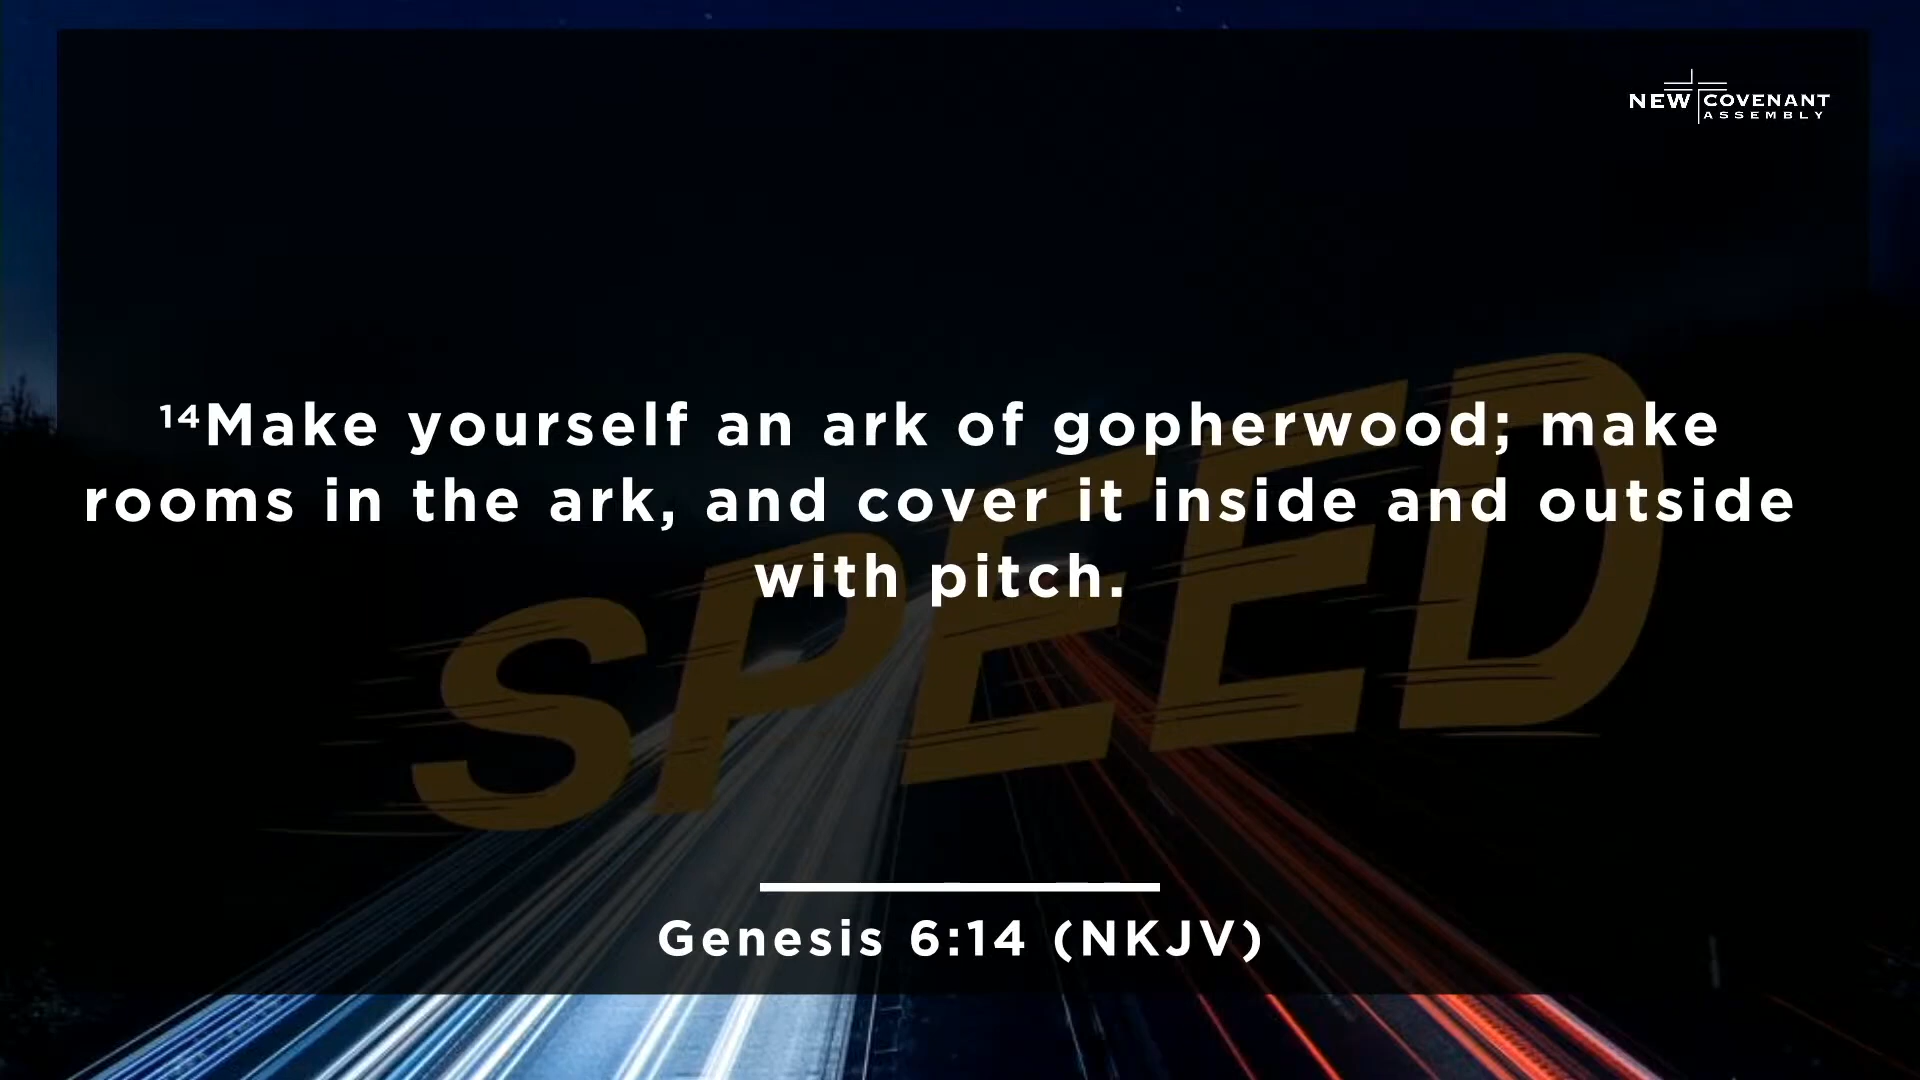 NEW COVENANT
ASSEMBLY
¹⁴Make yourself an ark of gopherwood; make
rooms in the ark, and cover it inside and outside
with pitch.
SPEED
Genesis 6:14 (NKJV)